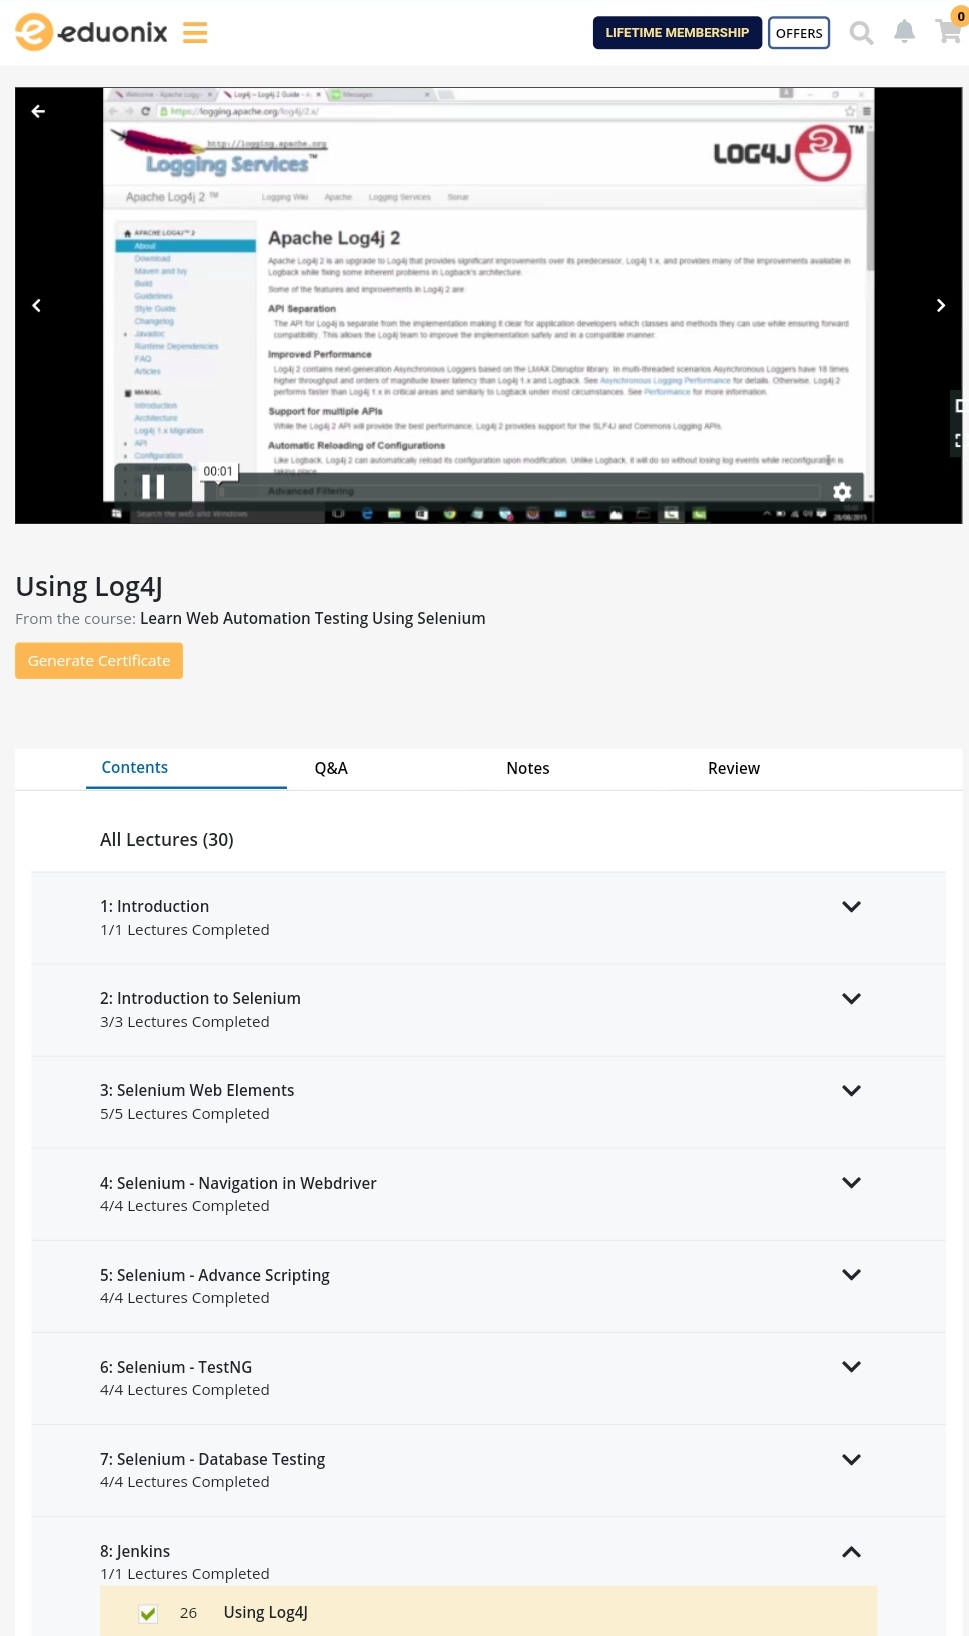 eduonix
LIFETIME MEMBERSHIP
OFFERS
0
Welcome - Apache Logg
Log4j – Log4j 2 Guide - A
Messages
https://logging.apache.org/log4j/2.x/
http://logging.apache.org
Logging Services™
LOG4J ™
Apache Log4j 2 ™
Logging Wiki
Apache
Logging Services
Sonar
APACHE LOG4J™ 2
About
Download
Maven and Ivy
Build
Guidelines
Style Guide
Changelog
Javadoc
Runtime Dependencies
FAQ
Articles
MANUAL
Introduction
Architecture
Log4j 1.x Migration
API
Configuration
Apache Log4j 2
Apache Log4j 2 is an upgrade to Log4j that provides significant improvements over its predecessor, Log4j 1.x, and provides many of the improvements available in
Logback while fixing some inherent problems in Logback's architecture.
Some of the features and improvements in Log4j 2 are:
API Separation
The API for Log4j is separate from the implementation making it clear for application developers which classes and methods they can use while ensuring forward
compatibility. This allows the Log4j team to improve the implementation safely and in a compatible manner.
Improved Performance
Log4j 2 contains next-generation Asynchronous Loggers based on the LMAX Disruptor library. In multi-threaded scenarios Asynchronous Loggers have 18 times
higher throughput and orders of magnitude lower latency than Log4j 1.x and Logback. See Asynchronous Logging Performance for details. Otherwise, Log4j 2
performs faster than Log4j 1.x in critical areas and similarly to Logback under most circumstances. See Performance for more information.
Support for multiple APIs
While the Log4j 2 API will provide the best performance, Log4j 2 provides support for the SLF4J and Commons Logging APIs.
Automatic Reloading of Configurations
Like Logback, Log4j 2 can automatically reload its configuration upon modification. Unlike Logback, it will do so without losing log events while reconfiguration is
taking place.
Advanced Filtering
00:01
Search the web and Windows
28/08/2015
Using Log4J
From the course: Learn Web Automation Testing Using Selenium
Generate Certificate
Contents
Q&A
Notes
Review
All Lectures (30)
1: Introduction
1/1 Lectures Completed
2: Introduction to Selenium
3/3 Lectures Completed
3: Selenium Web Elements
5/5 Lectures Completed
4: Selenium - Navigation in Webdriver
4/4 Lectures Completed
5: Selenium - Advance Scripting
4/4 Lectures Completed
6: Selenium - TestNG
4/4 Lectures Completed
7: Selenium - Database Testing
4/4 Lectures Completed
8: Jenkins
1/1 Lectures Completed
26 Using Log4J